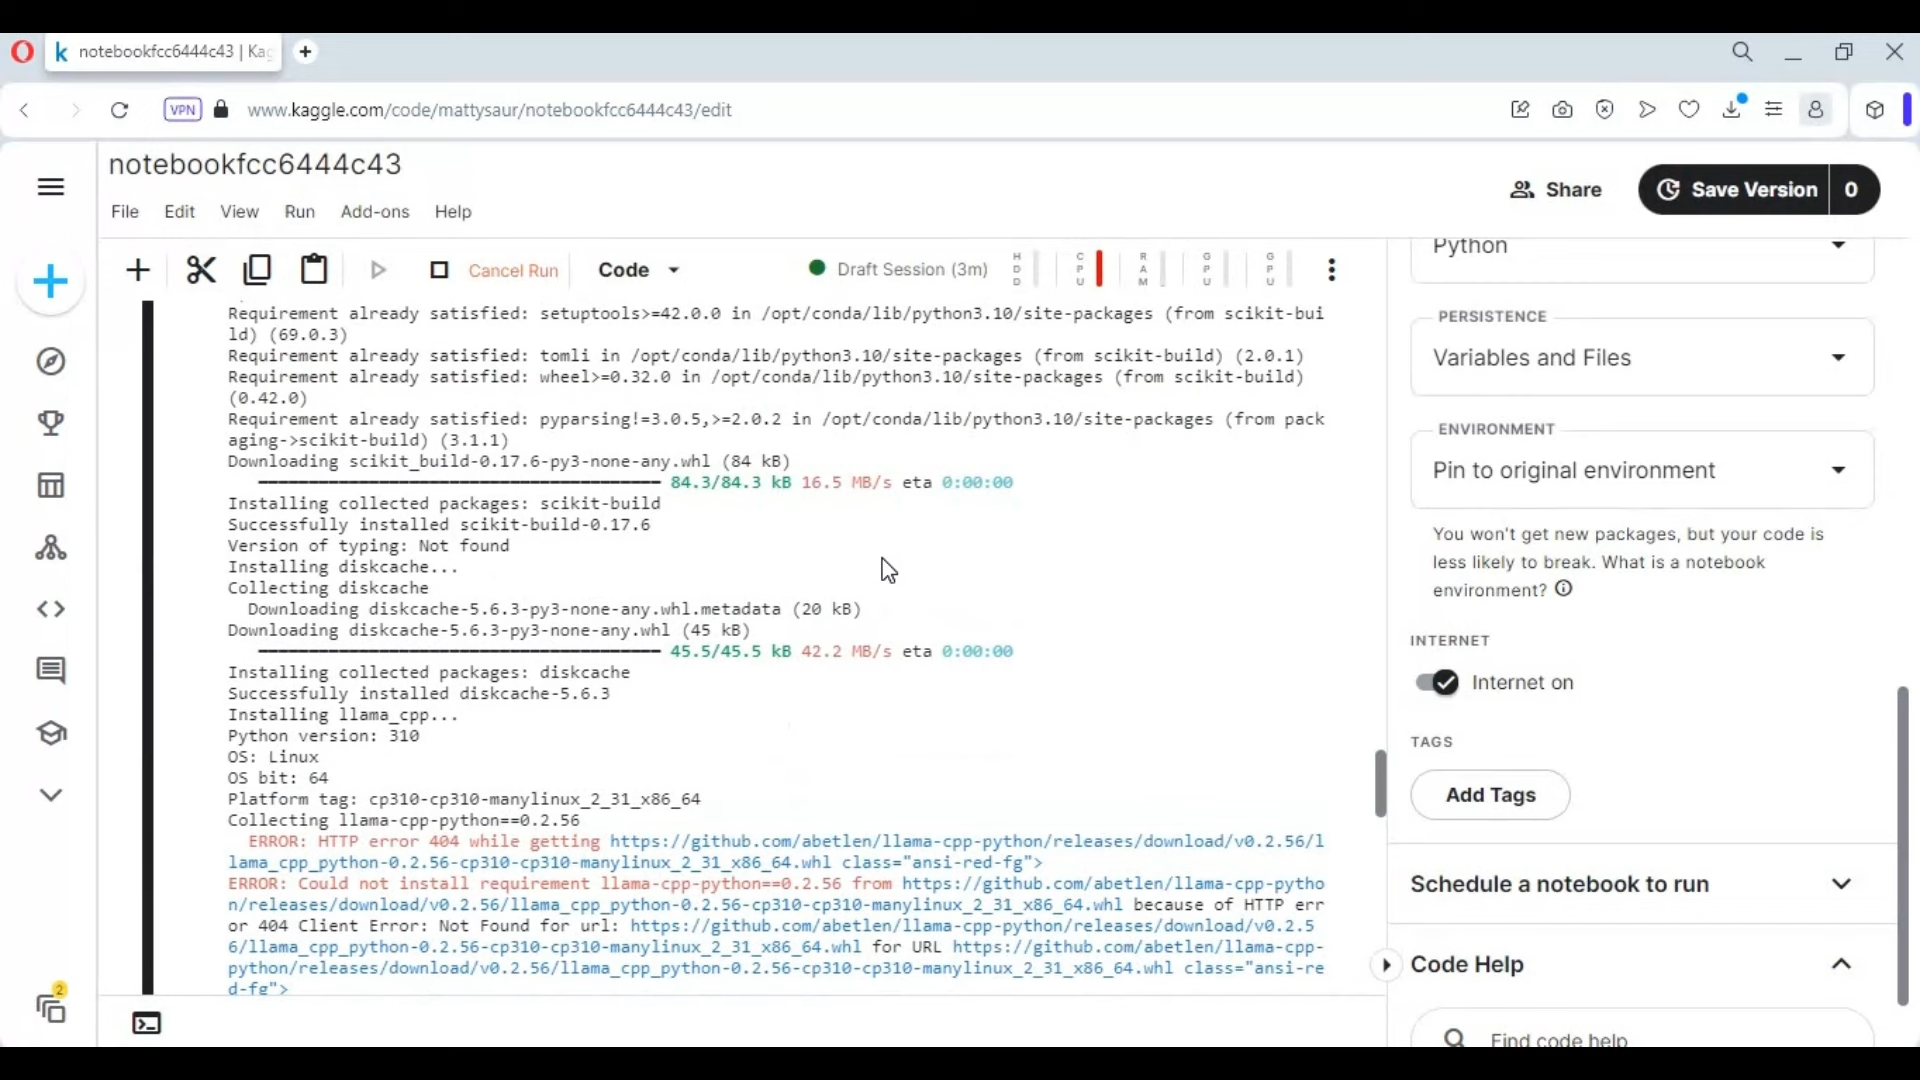 notebookfcc6444c43 | Kag
VPN
www.kaggle.com/code/mattysaur/notebookfcc6444c43/edit
notebookfcc6444c43
File Edit View Run Add-ons Help
Share
Save Version 0
Cancel Run
Code
Draft Session (3m)
HDD
CPU
RAM
GPU
GPU
Requirement already satisfied: setuptools>=42.0.0 in /opt/conda/lib/python3.10/site-packages (from scikit-bui
ld) (69.0.3)
Requirement already satisfied: tomli in /opt/conda/lib/python3.10/site-packages (from scikit-build) (2.0.1)
Requirement already satisfied: wheel>=0.32.0 in /opt/conda/lib/python3.10/site-packages (from scikit-build)
(0.42.0)
Requirement already satisfied: pyparsing!=3.0.5,>=2.0.2 in /opt/conda/lib/python3.10/site-packages (from pack
aging->scikit-build) (3.1.1)
Downloading scikit_build-0.17.6-py3-none-any.whl (84 kB)
84.3/84.3 kB 16.5 MB/s eta 0:00:00
Installing collected packages: scikit-build
Successfully installed scikit-build-0.17.6
Version of typing: Not found
Installing diskcache...
Collecting diskcache
Downloading diskcache-5.6.3-py3-none-any.whl.metadata (20 kB)
Downloading diskcache-5.6.3-py3-none-any.whl (45 kB)
45.5/45.5 kB 42.2 MB/s eta 0:00:00
Installing collected packages: diskcache
Successfully installed diskcache-5.6.3
Installing llama_cpp...
Python version: 310
OS: Linux
OS bit: 64
Platform tag: cp310-cp310-manylinux_2_31_x86_64
Collecting llama-cpp-python==0.2.56
ERROR: HTTP error 404 while getting https://github.com/abetlen/llama-cpp-python/releases/download/v0.2.56/l
lama_cpp_python-0.2.56-cp310-cp310-manylinux_2_31_x86_64.whl class="ansi-red-fg">
ERROR: Could not install requirement llama-cpp-python==0.2.56 from https://github.com/abetlen/llama-cpp-pytho
n/releases/download/v0.2.56/llama_cpp_python-0.2.56-cp310-cp310-manylinux_2_31_x86_64.whl because of HTTP err
or 404 Client Error: Not Found for url: https://github.com/abetlen/llama-cpp-python/releases/download/v0.2.5
6/llama_cpp_python-0.2.56-cp310-cp310-manylinux_2_31_x86_64.whl for URL https://github.com/abetlen/llama-cpp-
python/releases/download/v0.2.56/llama_cpp_python-0.2.56-cp310-cp310-manylinux_2_31_x86_64.whl class="ansi-re
d-fg">
Python
PERSISTENCE
Variables and Files
ENVIRONMENT
Pin to original environment
You won't get new packages, but your code is
less likely to break. What is a notebook
environment?
INTERNET
Internet on
TAGS
Add Tags
Schedule a notebook to run
Code Help
Find code help
2